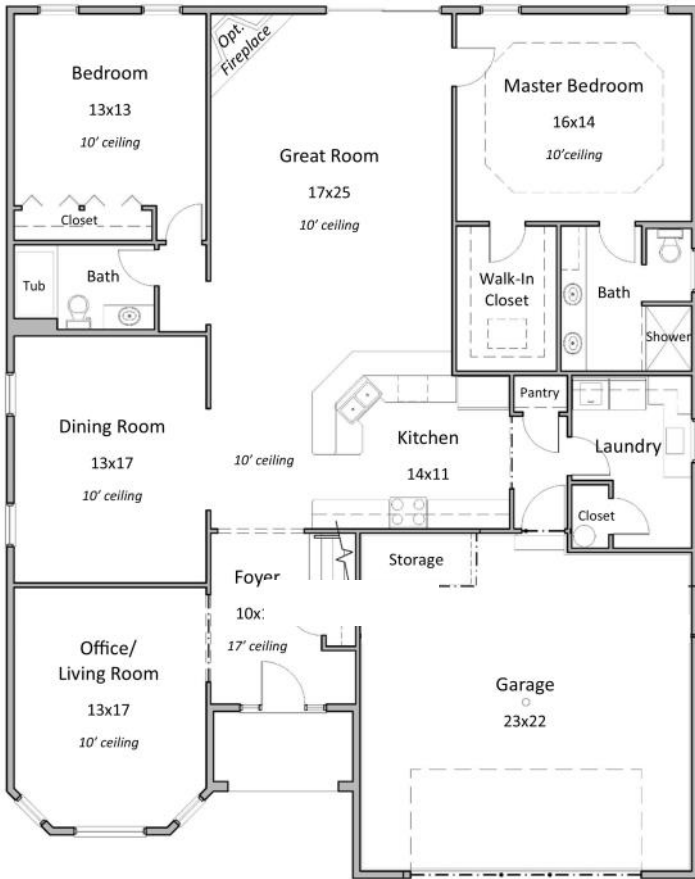 Opt.
Fireplace
Bedroom
13x13
10' ceiling
Closet
Great Room
17x25
10' ceiling
Master Bedroom
16x14
10'ceiling
Tub
Bath
Walk-In
Closet
Bath
Shower
Dining Room
13x17
10' ceiling
10' ceiling
Kitchen
14x11
Pantry
Laundry
Closet
Foyer
17' ceiling
Storage
Office/
Living Room
13x17
10' ceiling
Garage
23x22